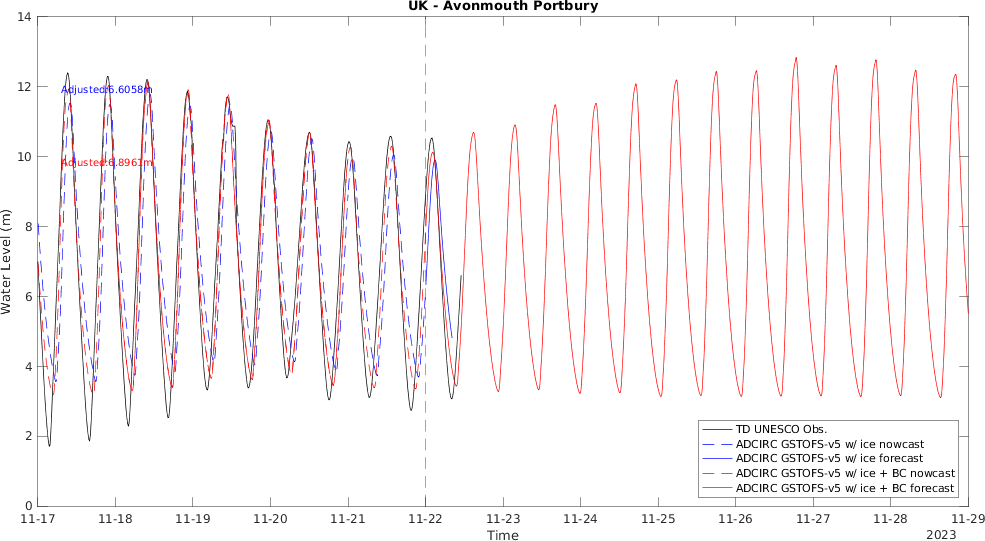 UK - Avonmouth Portbury
14
12
10
8
6
4
2
0
Water Level (m)
Adjusted:6.6058m
Adjusted:6.8961m
TD UNESCO Obs.
ADCIRC GSTOFS-v5 w/ ice nowcast
ADCIRC GSTOFS-v5 w/ ice forecast
ADCIRC GSTOFS-v5 w/ ice + BC nowcast
ADCIRC GSTOFS-v5 w/ ice + BC forecast
11-17 11-18 11-19 11-20 11-21 11-22 11-23 11-24 11-25 11-26 11-27 11-28 11-29
Time
2023